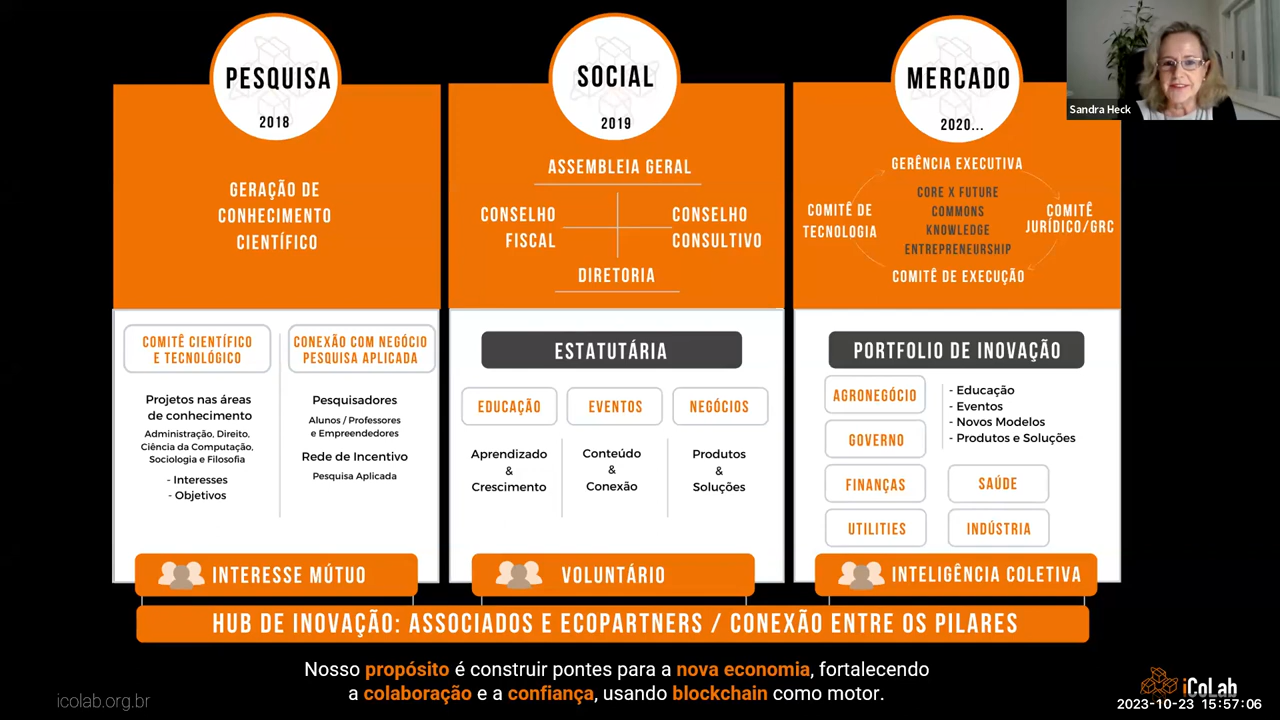 PESQUISA
2018
GERAÇÃO DE
CONHECIMENTO
CIENTÍFICO
COMITÊ CIENTÍFICO
E TECNOLÓGICO
Projetos nas áreas
de conhecimento
Administração, Direito,
Ciência da Computação,
Sociologia e Filosofia
- Interesses
- Objetivos
CONEXÃO COM NEGÓCIO
PESQUISA APLICADA
Pesquisadores
Alunos / Professores
e Empreendedores
Rede de Incentivo
Pesquisa Aplicada
INTERESSE MÚTUO
SOCIAL
2019
ASSEMBLEIA GERAL
CONSELHO
FISCAL
CONSELHO
CONSULTIVO
DIRETORIA
ESTATUTÁRIA
EDUCAÇÃO
Aprendizado
&
Crescimento
EVENTOS
Conteúdo
&
Conexão
NEGÓCIOS
Produtos
&
Soluções
VOLUNTÁRIO
MERCADO
2020...
GERÊNCIA EXECUTIVA
COMITÊ DE
TECNOLOGIA
CORE X FUTURE
COMMONS
KNOWLEDGE
ENTREPRENEURSHIP
COMITÊ
JURÍDICO/GRC
COMITÊ DE EXECUÇÃO
PORTFOLIO DE INOVAÇÃO
AGRONEGÓCIO
GOVERNO
FINANÇAS
UTILITIES
- Educação
- Eventos
- Novos Modelos
- Produtos e Soluções
SAÚDE
INDÚSTRIA
INTELIGÊNCIA COLETIVA
Sandra Heck
HUB DE INOVAÇÃO: ASSOCIADOS E ECOPARTNERS / CONEXÃO ENTRE OS PILARES
Nosso propósito é construir pontes para a nova economia, fortalecendo
a colaboração e a confiança, usando blockchain como motor.
icolab.org.br
iCoLab
2023-10-23 15:57:06